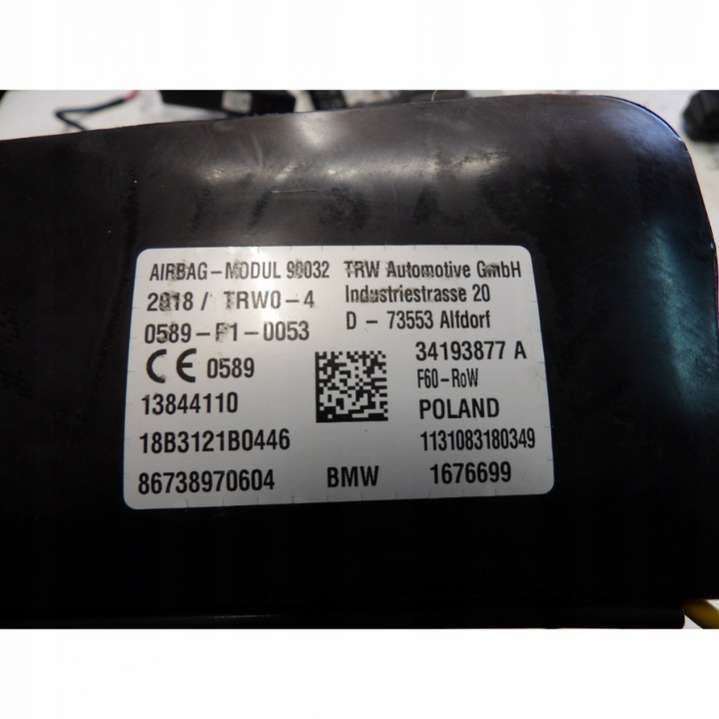 AIRBAG-MODUL 90032 TRW Automotive GmbH
2018 / TRW0-4 Industriestrasse 20
0589-P1-0053 D - 73553 Alfdorf
CE 0589 34193877 A
F60-RoW
13844110 POLAND
18B3121B0446 1131083180349
86738970604 BMW 1676699